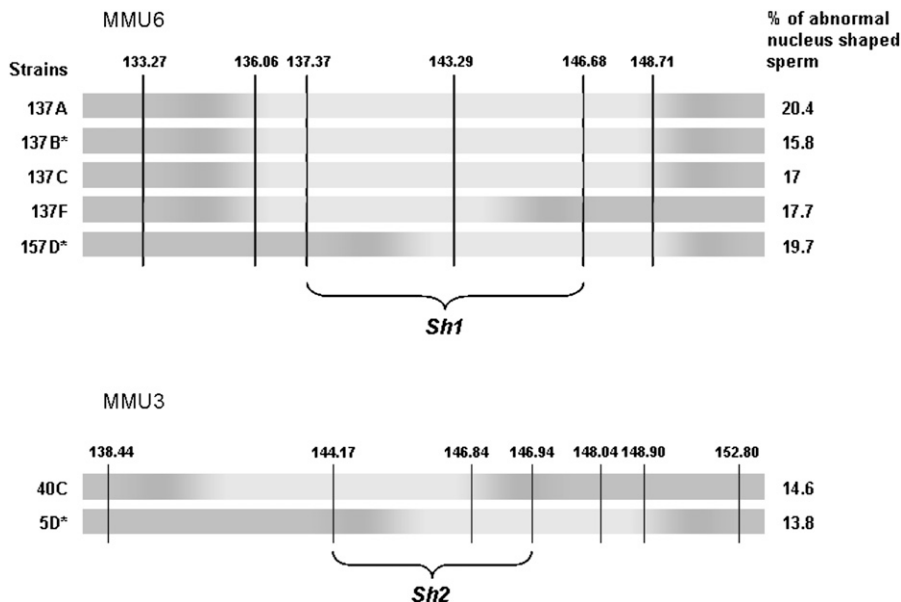 MMU6
% of abnormal
nucleus shaped
sperm
Strains 133.27 136.06 137.37 143.29 146.68 148.71
137A 20.4
137B* 15.8
137C 17
137F 17.7
157D* 19.7
Sh1
MMU3
138.44 144.17 146.84 146.94 148.04 148.90 152.80
40C 14.6
5D* 13.8
Sh2